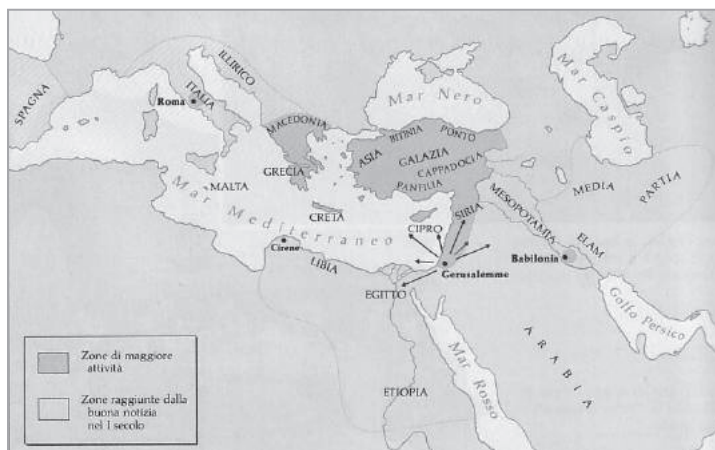 ILLIRICO
Mar Nero
Mar Caspio
SPAGNA
ITALIA
Roma
MACEDONIA
BITINIA
PONTO
ASIA
GALAZIA
CAPPADOCIA
PANFILIA
GRECIA
MEDIA
PARTIA
MALTA
Mar Mediterraneo
CRETA
CIPRO
SIRIA
MESOPOTAMIA
ELAM
Cirene
LIBIA
Gerusalemme
Babilonia
EGITTO
Golfo Persico
ARABIA
Mar Rosso
ETIOPIA
Zone di maggiore
attività
Zone raggiunte dalla
buona notizia
nel I secolo